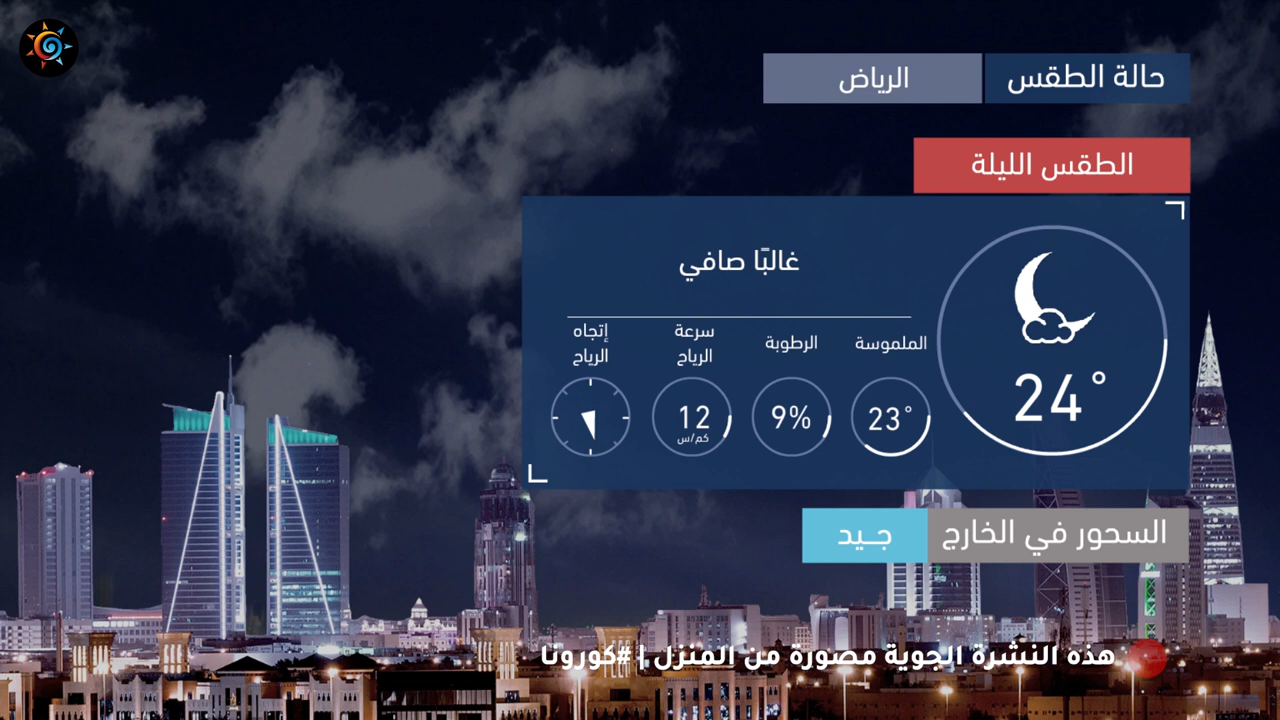 حالة الطقس
الرياض
الطقس الليلة
غالبًا صافي
24°
الملموسة
23°
الرطوبة
9%
سرعة
الرياح
12
كم/س
إتجاه
الرياح
السحور في الخارج
جـيـد
هذه النشرة الجوية مصورة من المنزل | #كورونا